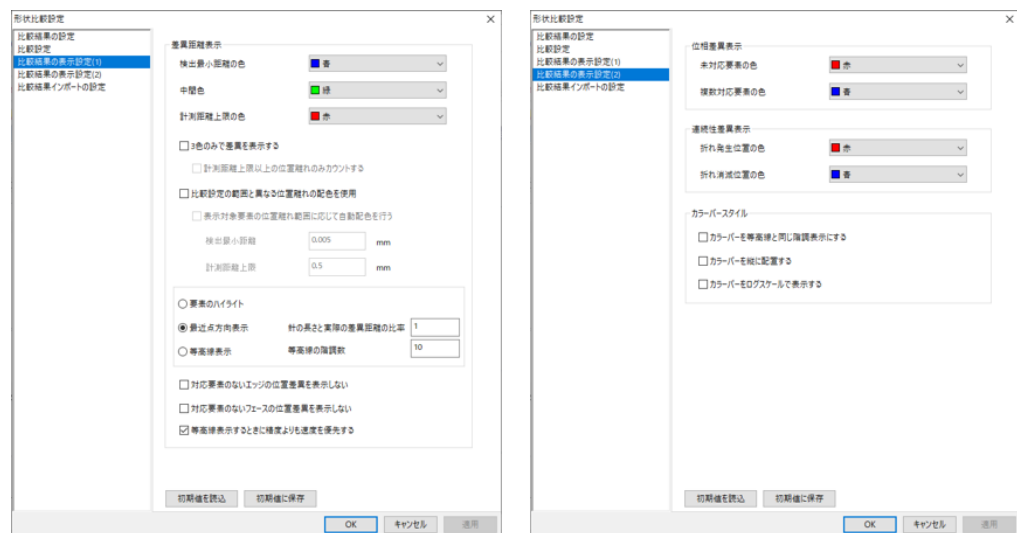 形状比較設定
比較結果の設定
比較設定
比較結果の表示設定(1)
比較結果の表示設定(2)
比較結果インポートの設定
差異距離表示
検出最小距離の色 青
中間色 緑
計測距離上限の色 赤
3色のみで差異を表示する
計測距離上限以上の位置離れのみカウントする
比較設定の範囲と異なる位置離れの配色を使用
表示対象要素の位置離れ範囲に応じて自動配色を行う
検出最小距離 0.005 mm
計測距離上限 0.5 mm
要素のハイライト
最近点方向表示 針の長さと実際の差異距離の比率 1
等高線表示 等高線の階調数 10
対応要素のないエッジの位置差異を表示しない
対応要素のないフェースの位置差異を表示しない
等高線表示するときに精度よりも速度を優先する
初期値を読込 初期値に保存
OK キャンセル 適用
形状比較設定
比較結果の設定
比較設定
比較結果の表示設定(1)
比較結果の表示設定(2)
比較結果インポートの設定
位相差異表示
未対応要素の色 赤
複数対応要素の色 青
連続性差異表示
折れ発生位置の色 赤
折れ消滅位置の色 青
カラーバースタイル
カラーバーを等高線と同じ階調表示にする
カラーバーを縦に配置する
カラーバーをログスケールで表示する
初期値を読込 初期値に保存
OK キャンセル 適用